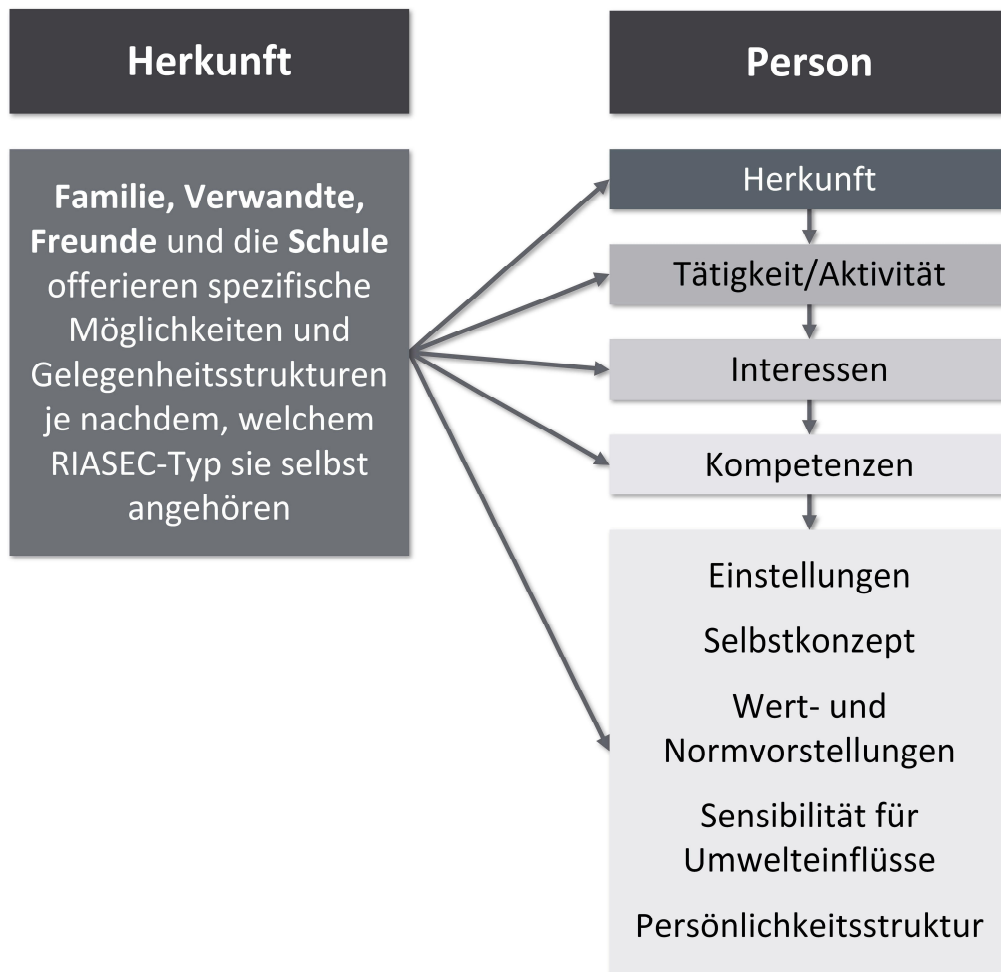 Herkunft
Familie, Verwandte,
Freunde und die Schule
offerieren spezifische
Möglichkeiten und
Gelegenheitsstrukturen
je nachdem, welchem
RIASEC-Typ sie selbst
angehören
Person
Herkunft
Tätigkeit/Aktivität
Interessen
Kompetenzen
Einstellungen
Selbstkonzept
Wert- und
Normvorstellungen
Sensibilität für
Umwelteinflüsse
Persönlichkeitsstruktur